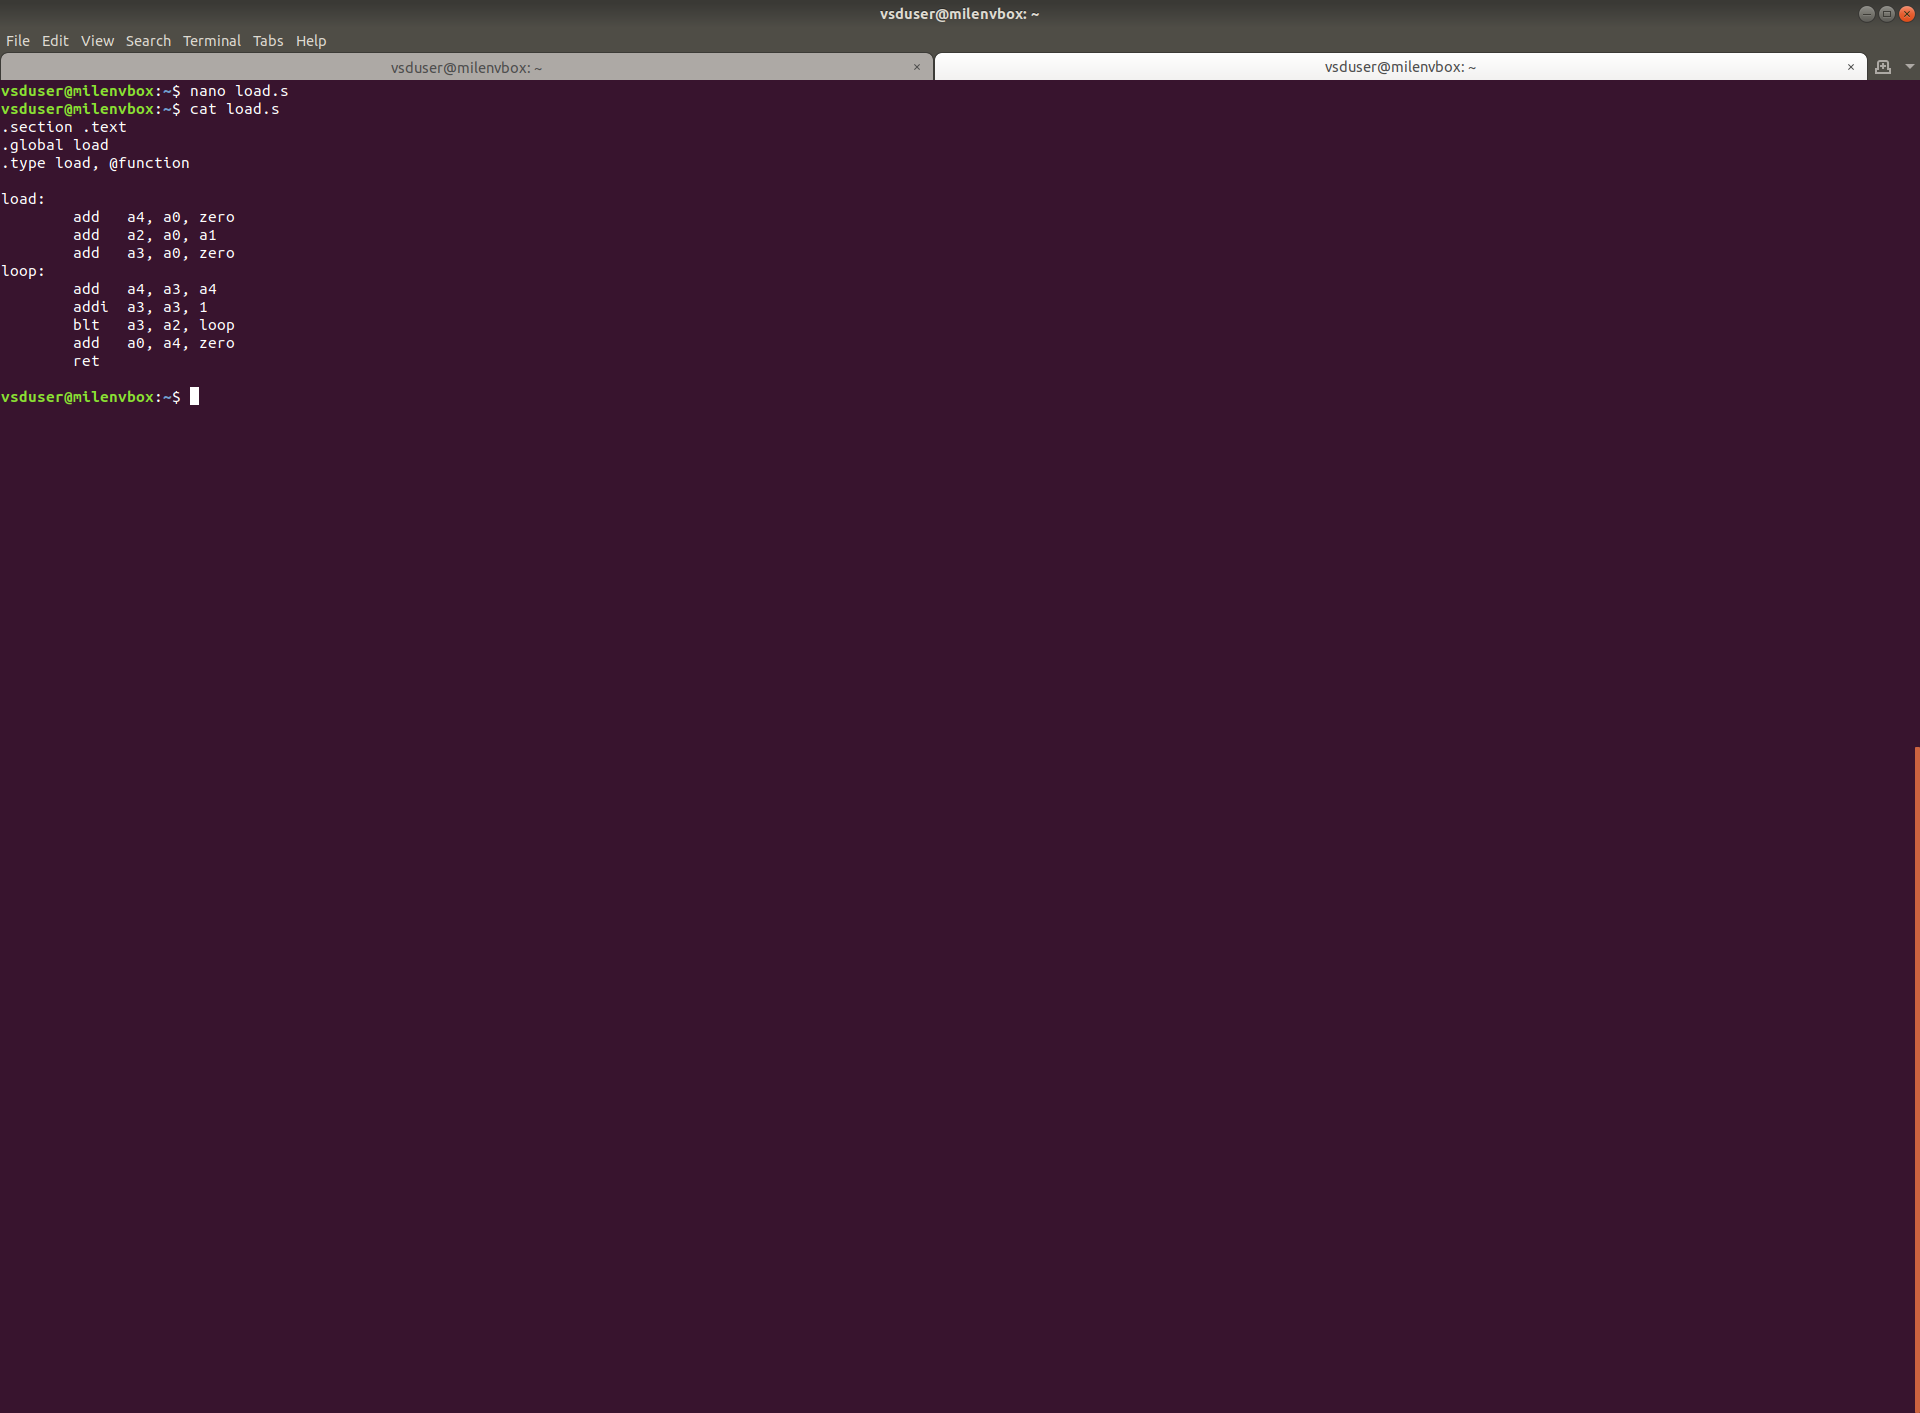 vsduser@milenvbox: ~
File Edit View Search Terminal Tabs Help
vsduser@milenvbox: ~ × vsduser@milenvbox: ~ ×
vsduser@milenvbox:~$ nano load.s
vsduser@milenvbox:~$ cat load.s
.section .text
.global load
.type load, @function
load:
        add   a4, a0, zero
        add   a2, a0, a1
        add   a3, a0, zero
loop:
        add   a4, a3, a4
        addi  a3, a3, 1
        blt   a3, a2, loop
        add   a0, a4, zero
        ret
vsduser@milenvbox:~$